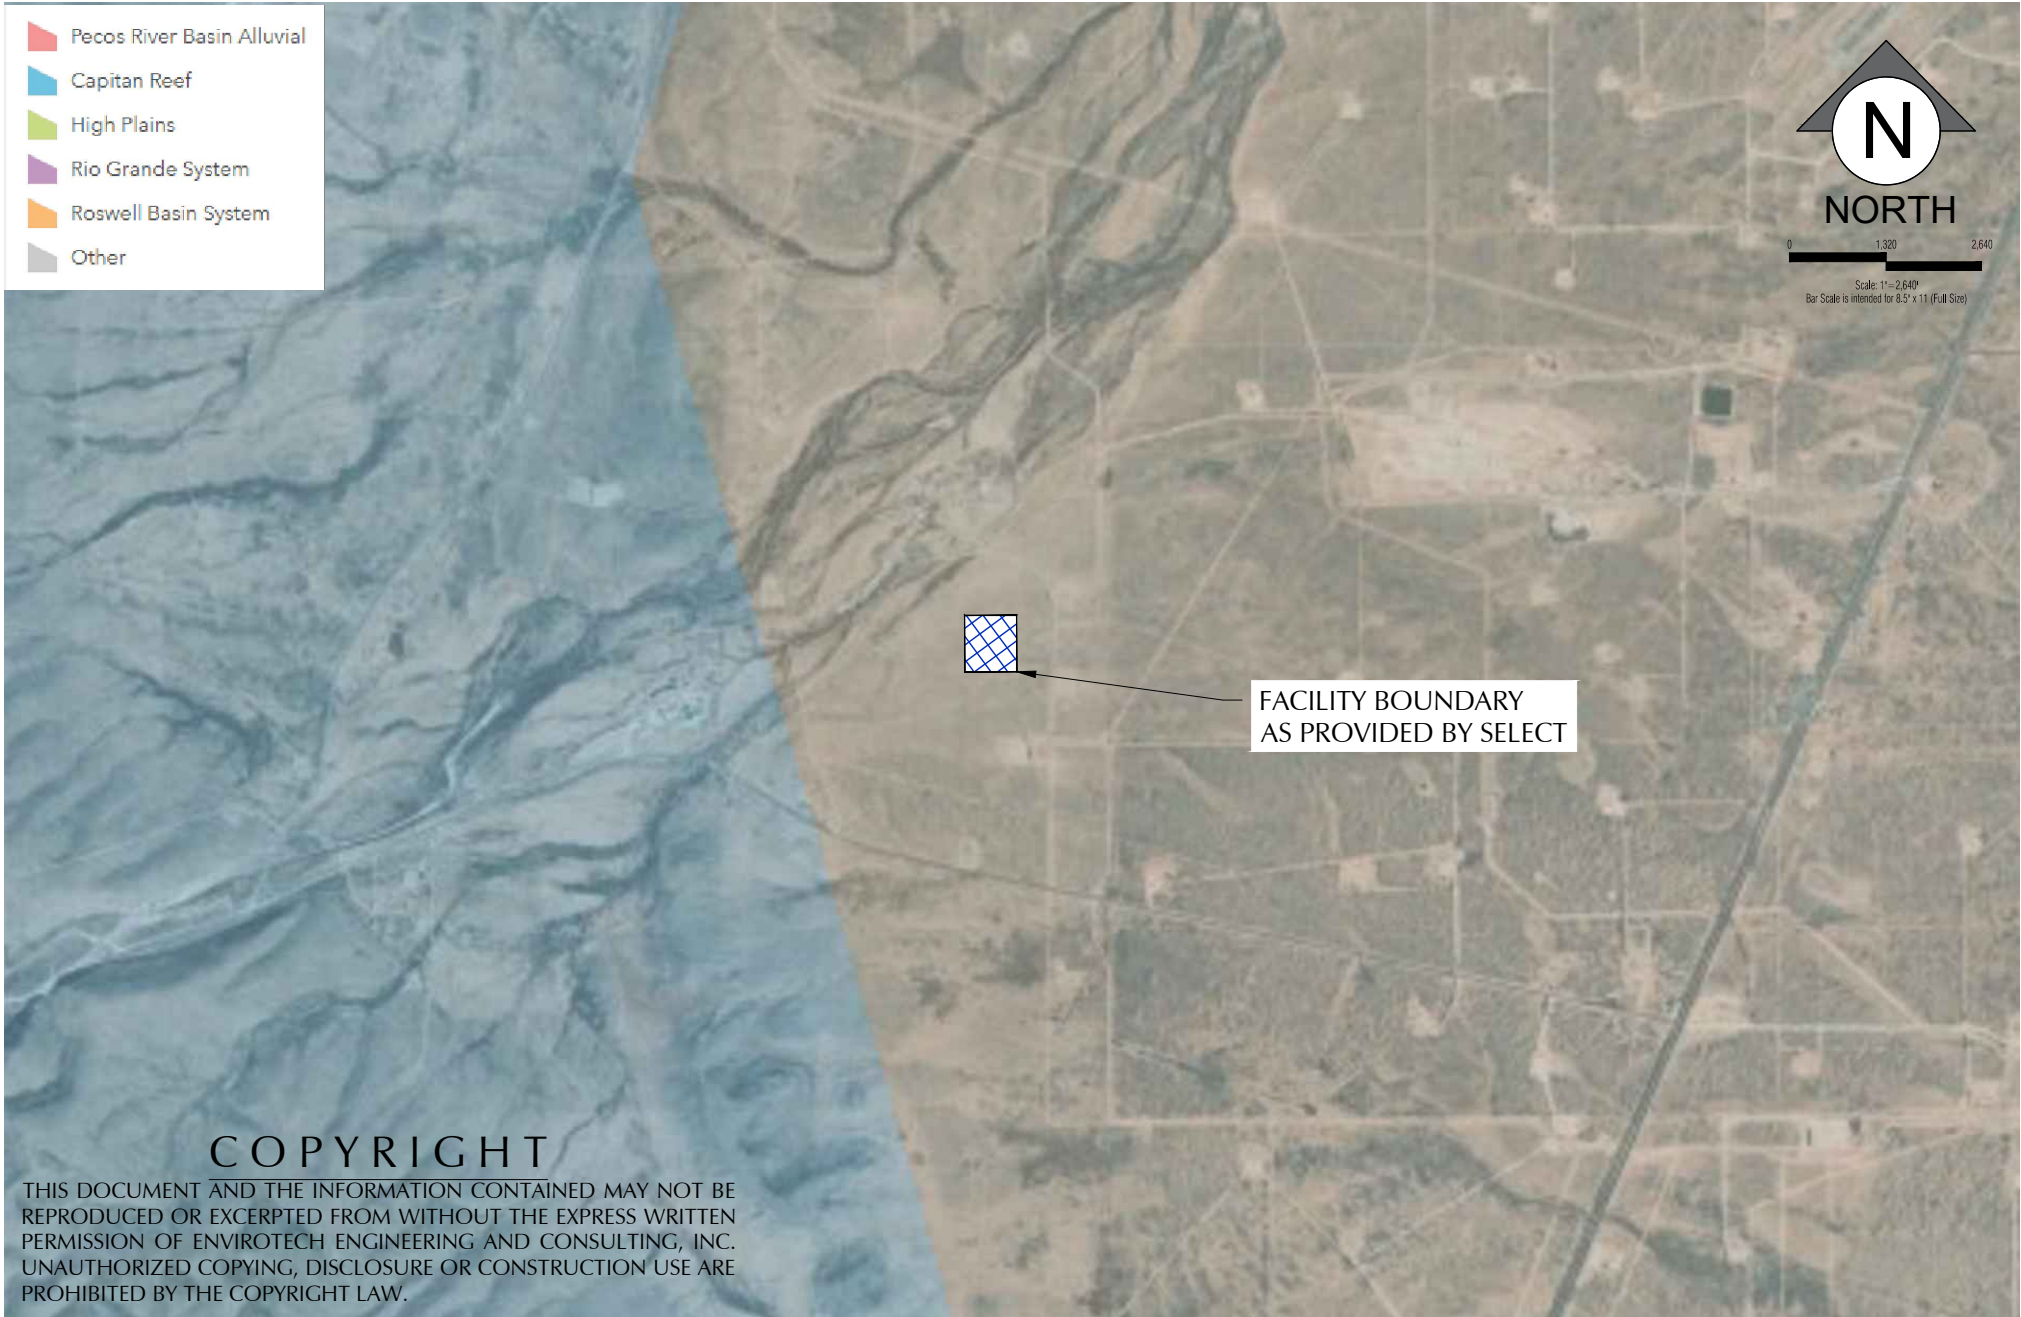 Pecos River Basin Alluvial
Capitan Reef
High Plains
Rio Grande System
Roswell Basin System
Other
N
NORTH
0 1,320 2,640
Scale: 1"=2,640'
Bar Scale is intended for 8.5" x 11 (Full Size)
FACILITY BOUNDARY
AS PROVIDED BY SELECT
COPYRIGHT
THIS DOCUMENT AND THE INFORMATION CONTAINED MAY NOT BE
REPRODUCED OR EXCERPTED FROM WITHOUT THE EXPRESS WRITTEN
PERMISSION OF ENVIROTECH ENGINEERING AND CONSULTING, INC.
UNAUTHORIZED COPYING, DISCLOSURE OR CONSTRUCTION USE ARE
PROHIBITED BY THE COPYRIGHT LAW.